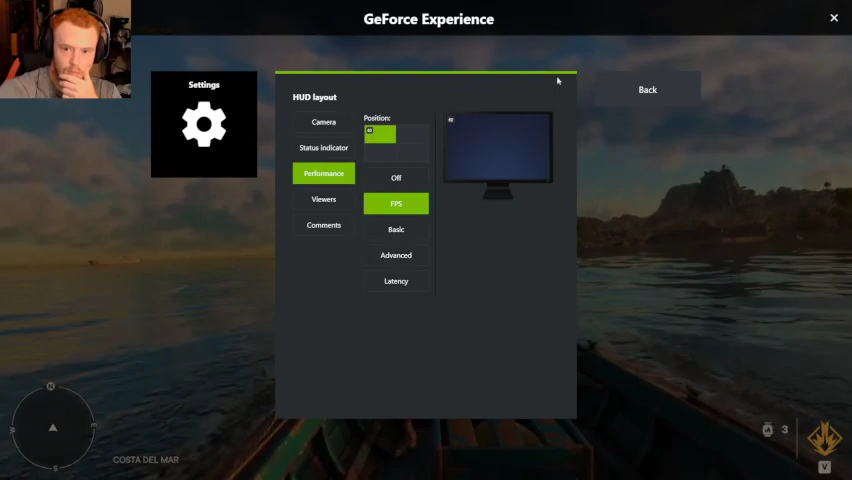 GeForce Experience
Settings
HUD layout
Back
Camera
Position:
Status indicator
Performance
Off
Viewers
FPS
Comments
Basic
Advanced
Latency
N
W
E
S
COSTA DEL MAR
3
V